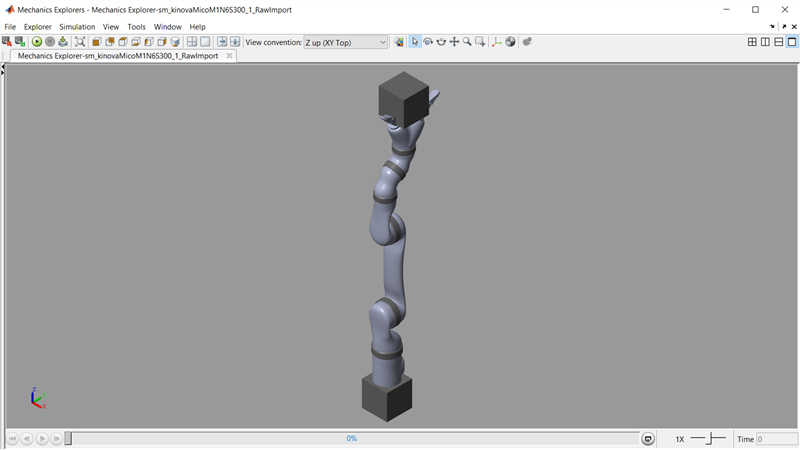 Mechanics Explorers - Mechanics Explorer-sm_kinovaMicoM1N6S300_1_RawImport
File Explorer Simulation View Tools Window Help
View convention: Z up (XY Top)
Mechanics Explorer-sm_kinovaMicoM1N6S300_1_RawImport
Z
Y
X
0% 1X Time 0